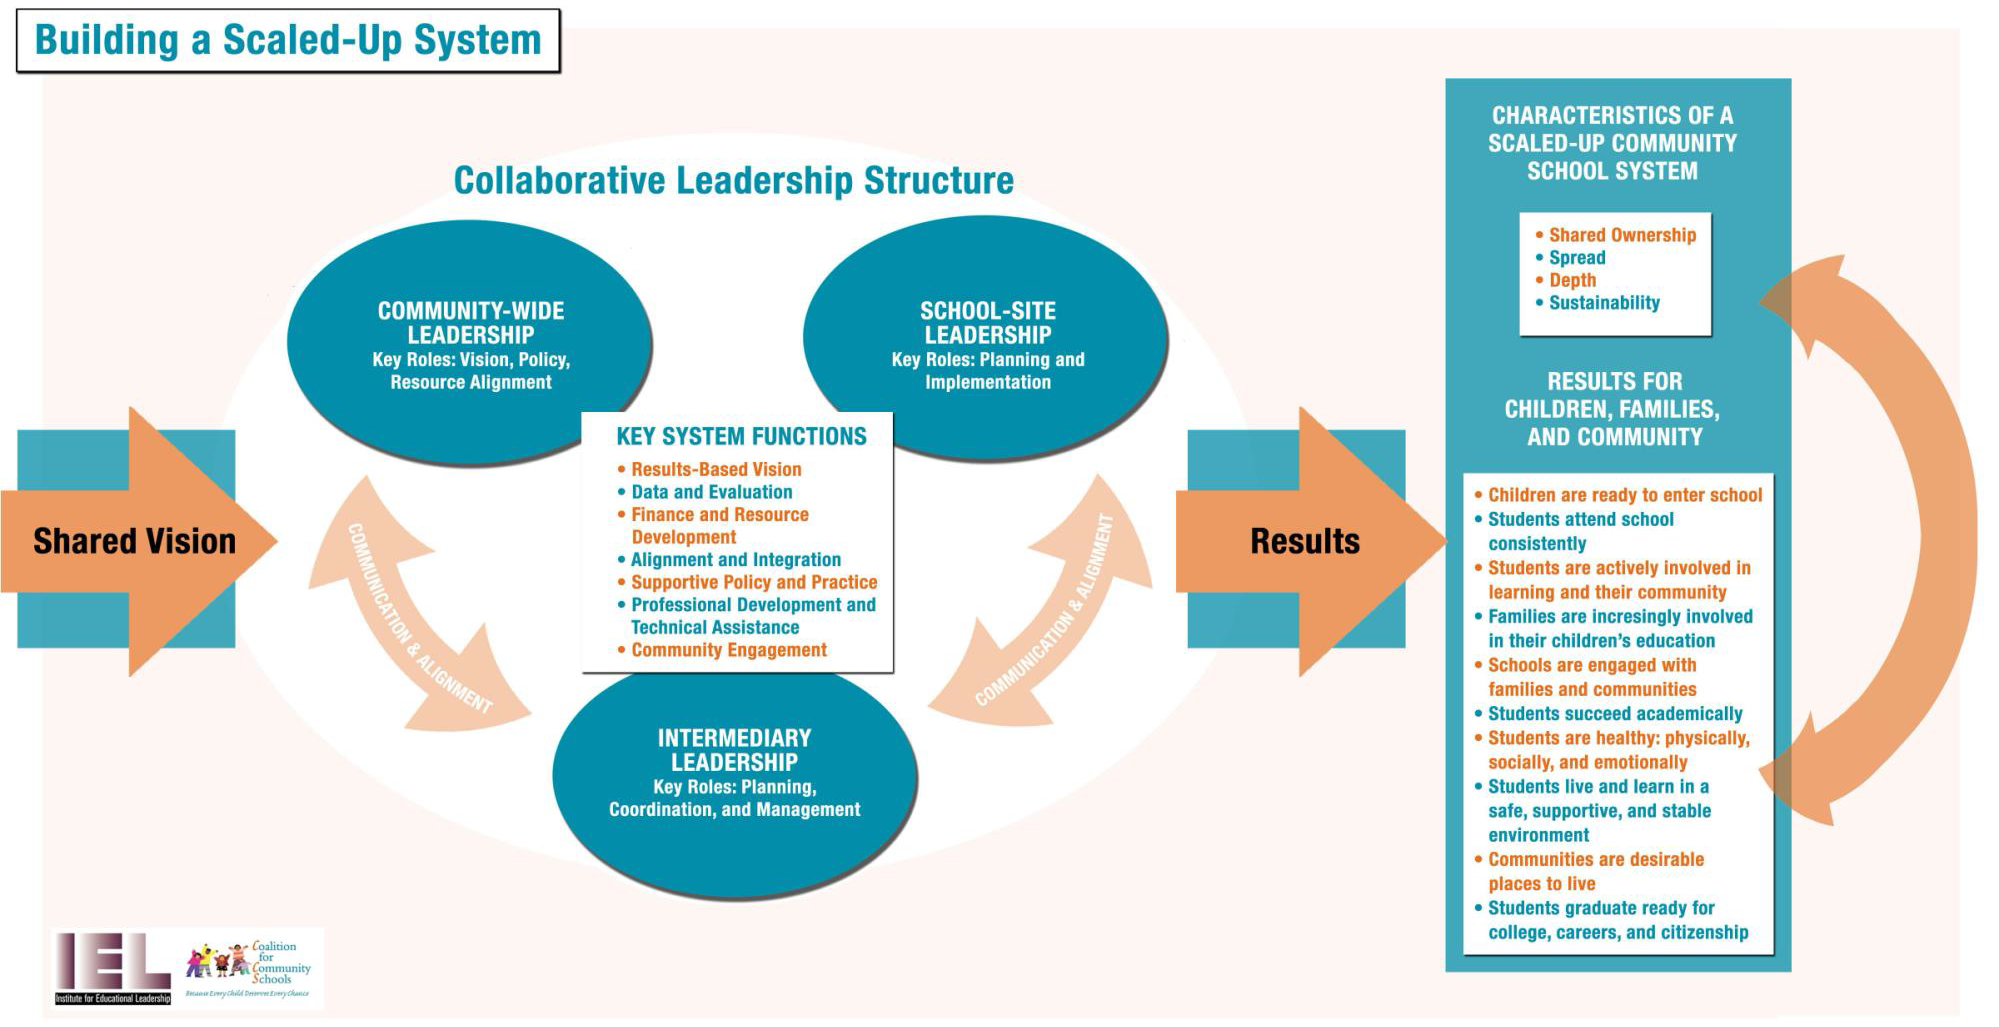 Building a Scaled-Up System
Collaborative Leadership Structure
COMMUNITY-WIDE
LEADERSHIP
Key Roles: Vision, Policy,
Resource Alignment
SCHOOL-SITE
LEADERSHIP
Key Roles: Planning and
Implementation
Shared Vision
KEY SYSTEM FUNCTIONS
• Results-Based Vision
• Data and Evaluation
• Finance and Resource
Development
• Alignment and Integration
• Supportive Policy and Practice
• Professional Development and
Technical Assistance
• Community Engagement
COMMUNICATION & ALIGNMENT
COMMUNICATION & ALIGNMENT
INTERMEDIARY
LEADERSHIP
Key Roles: Planning,
Coordination, and Management
Results
CHARACTERISTICS OF A
SCALED-UP COMMUNITY
SCHOOL SYSTEM
• Shared Ownership
• Spread
• Depth
• Sustainability
RESULTS FOR
CHILDREN, FAMILIES,
AND COMMUNITY
• Children are ready to enter school
• Students attend school
consistently
• Students are actively involved in
learning and their community
• Families are incresingly involved
in their children's education
• Schools are engaged with
families and communities
• Students succeed academically
• Students are healthy: physically,
socially, and emotionally
• Students live and learn in a
safe, supportive, and stable
environment
• Communities are desirable
places to live
• Students graduate ready for
college, careers, and citizenship
IEL
Institute for Educational Leadership
Coalition
for
Community
Schools
Because Every Child Deserves Every Chance